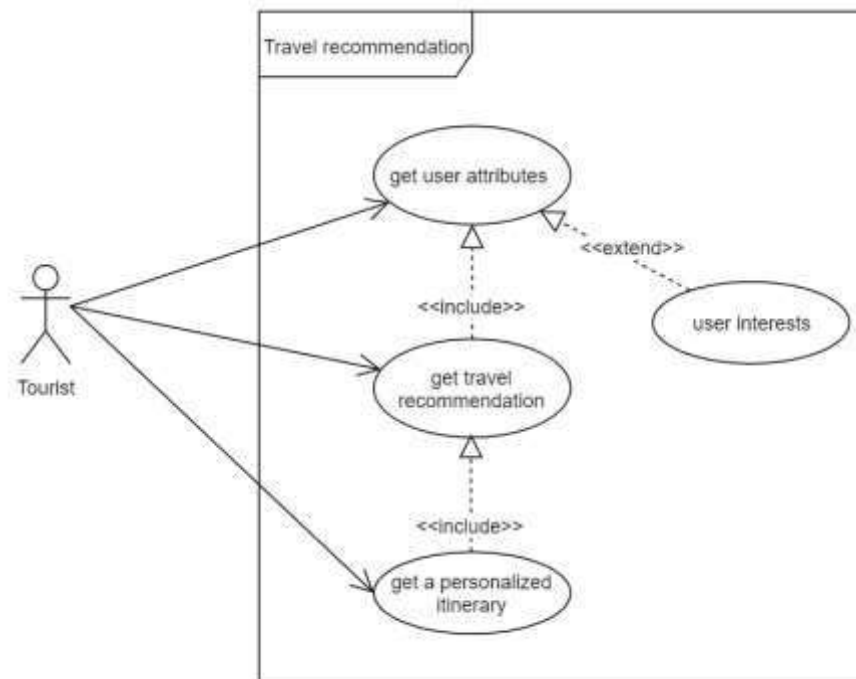 Travel recommendation
get user attributes
<<extend>>
<<include>>
user interests
get travel
recommendation
Tourist
<<include>>
get a personalized
itinerary